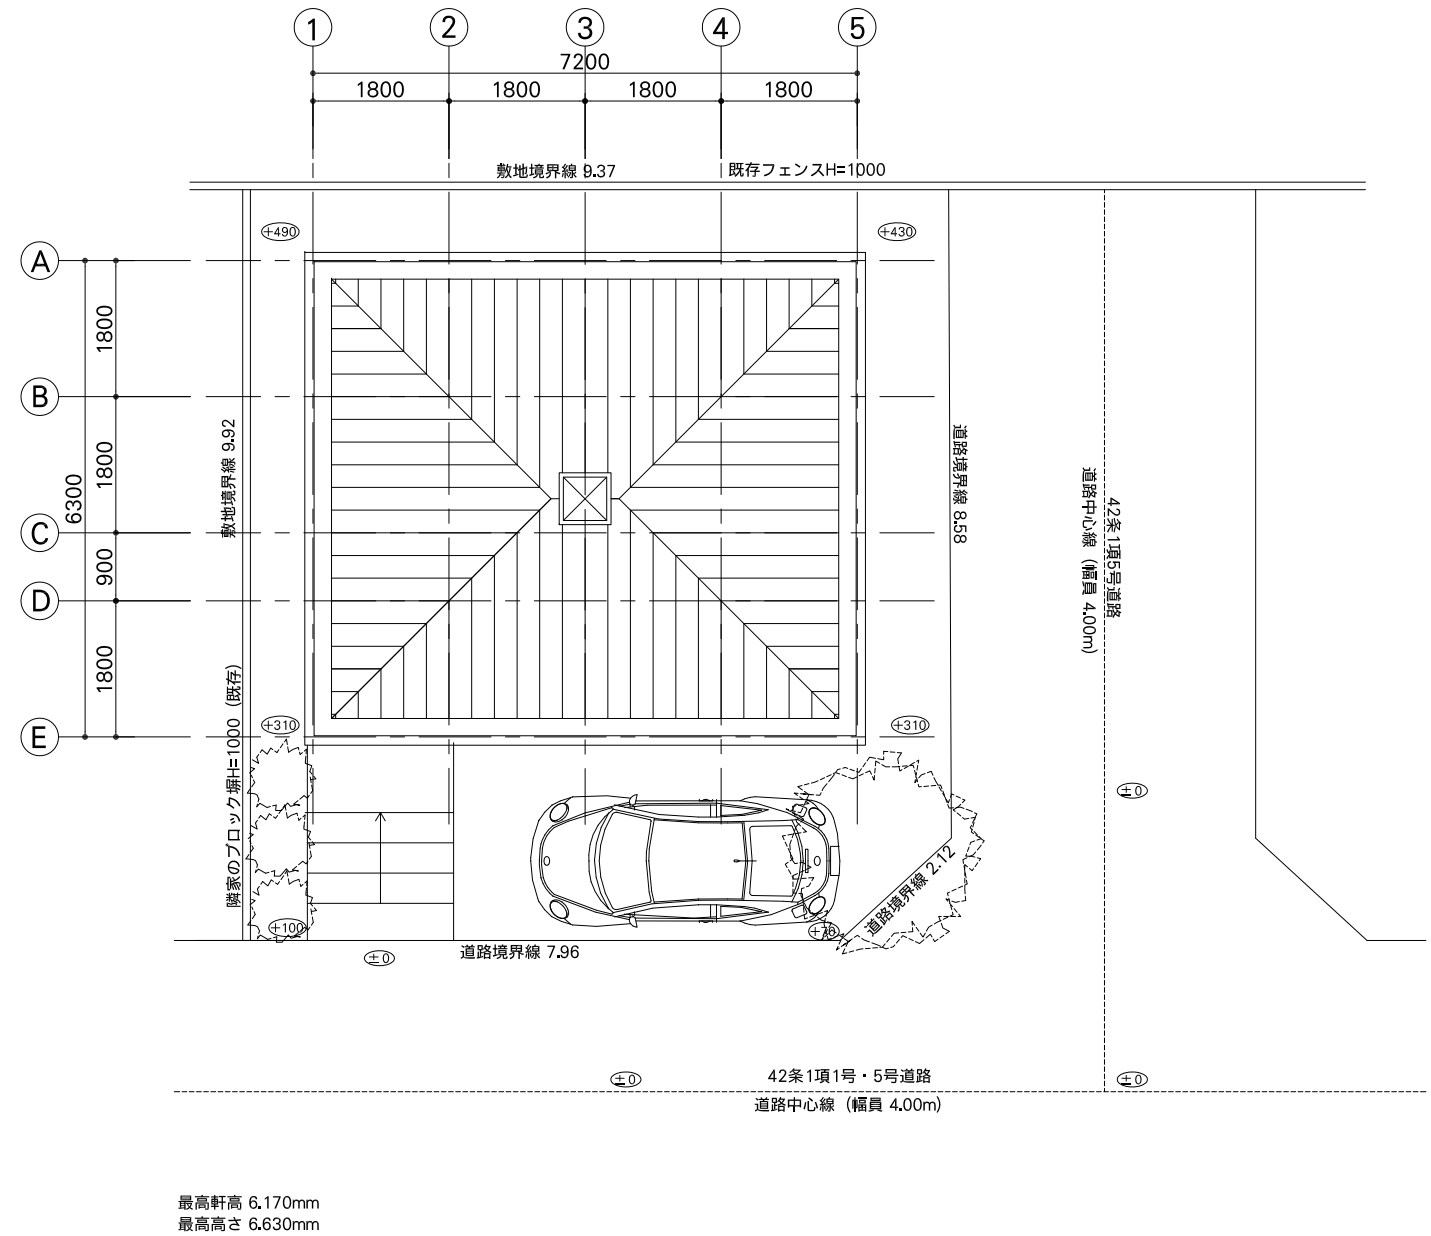 1
2
3
4
5
7200
1800
1800
1800
1800
敷地境界線 9.37
既存フェンスH=1000
+490
+430
A
B
C
D
E
1800
1800
900
1800
6300
敷地境界線 9.92
隣家のブロック塀H=1000 (既存)
道路境界線 8.58
道路中心線 (幅員 4.00m)
42条1項5号道路
+310
+310
±0
道路境界線 2.12
+100
+70
±0
道路境界線 7.96
±0
42条1項1号・5号道路
±0
道路中心線 (幅員 4.00m)
最高軒高 6.170mm
最高高さ 6.630mm